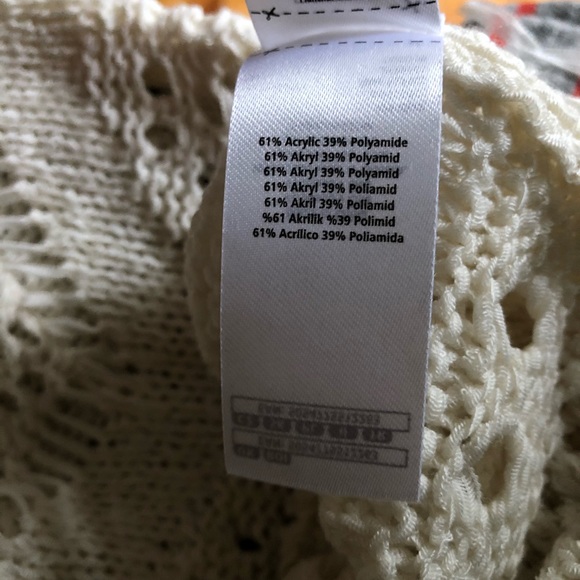 61% Acrylic 39% Polyamide
61% Akryl 39% Polyamid
61% Akryl 39% Polyamid
61% Akryl 39% Poliamid
61% Akril 39% Poliamid
%61 Akrilik %39 Polimid
61% Acrílico 39% Poliamida